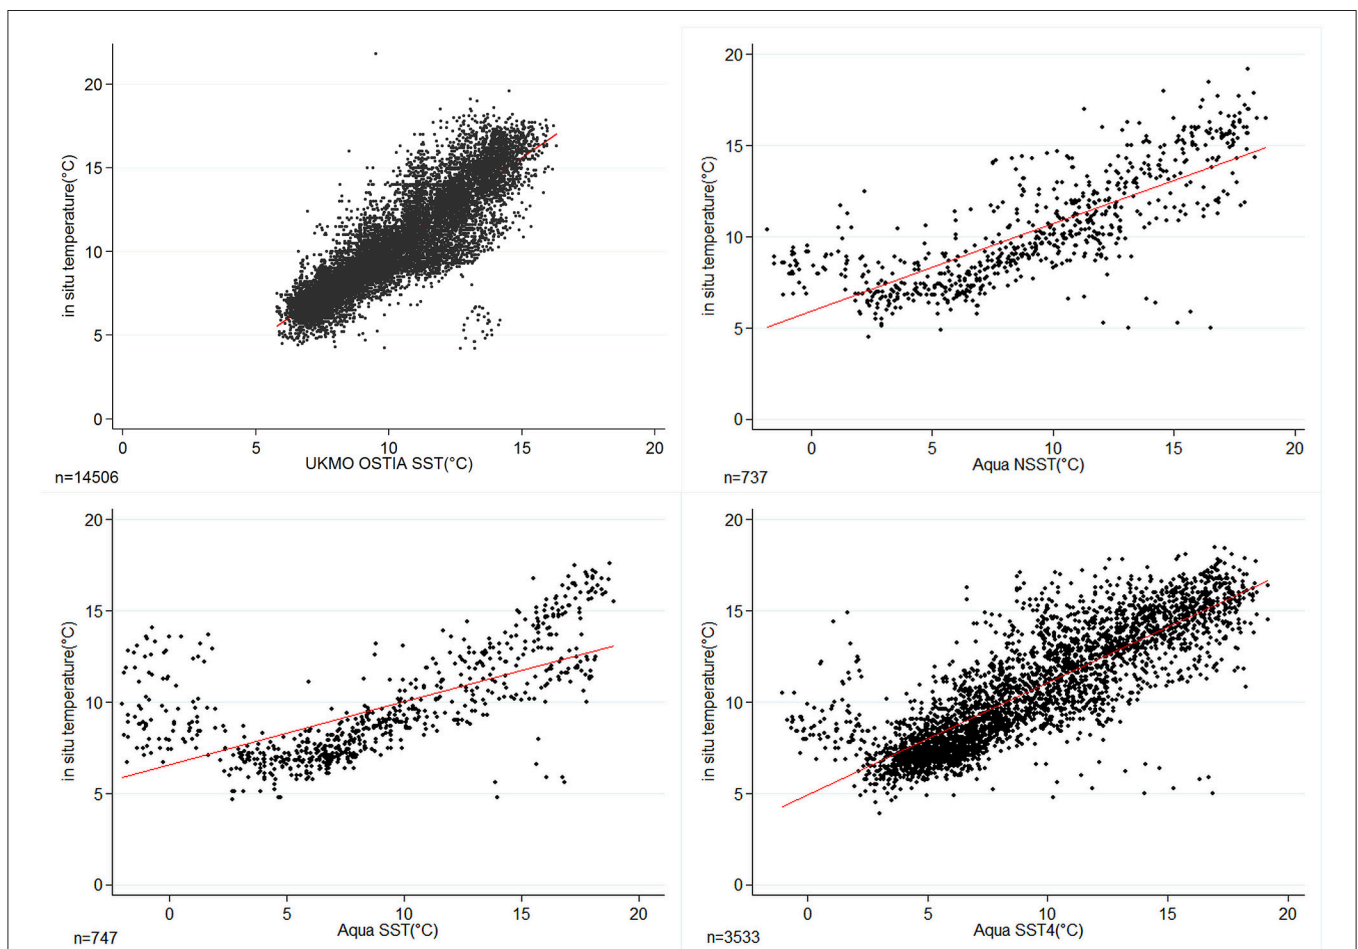 in situ temperature(°C)
20
15
10
5
0
0 5 10 15 20
UKMO OSTIA SST(°C)
n=14506
in situ temperature(°C)
20
15
10
5
0
0 5 10 15 20
Aqua NSST(°C)
n=737
in situ temperature(°C)
20
15
10
5
0
0 5 10 15 20
Aqua SST(°C)
n=747
in situ temperature(°C)
20
15
10
5
0
0 5 10 15 20
Aqua SST4(°C)
n=3533